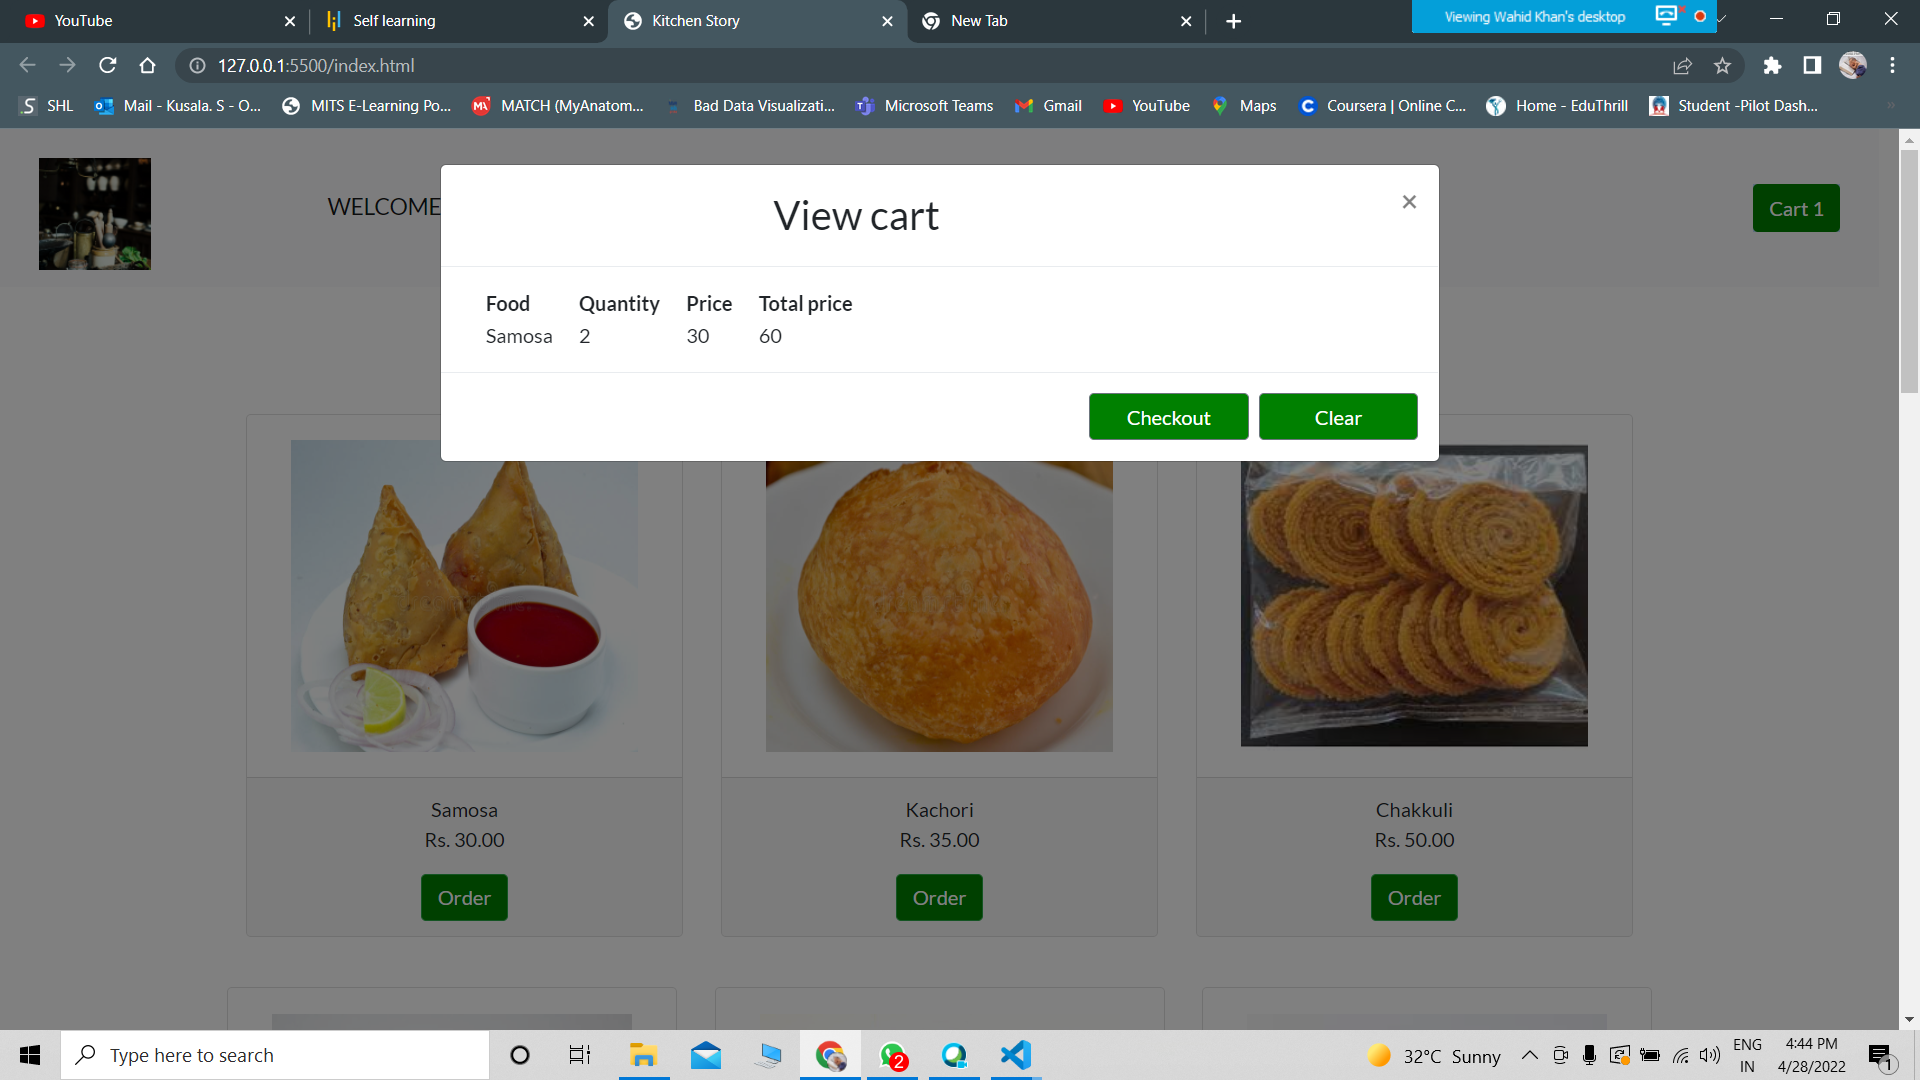 YouTube
Self learning
Kitchen Story
New Tab
Viewing Wahid Khan's desktop
127.0.0.1:5500/index.html
SHL
Mail - Kusala. S - O...
MITS E-Learning Po...
MATCH (MyAnatom...
Bad Data Visualizati...
Microsoft Teams
Gmail
YouTube
Maps
Coursera | Online C...
Home - EduThrill
Student -Pilot Dash...
WELCOME
View cart
×
Cart 1
Food Quantity Price Total price
Samosa 2 30 60
Checkout Clear
Samosa
Rs. 30.00
Order
Kachori
Rs. 35.00
Order
Chakkuli
Rs. 50.00
Order
Type here to search
2
32°C Sunny
ENG
IN
4:44 PM
4/28/2022
1